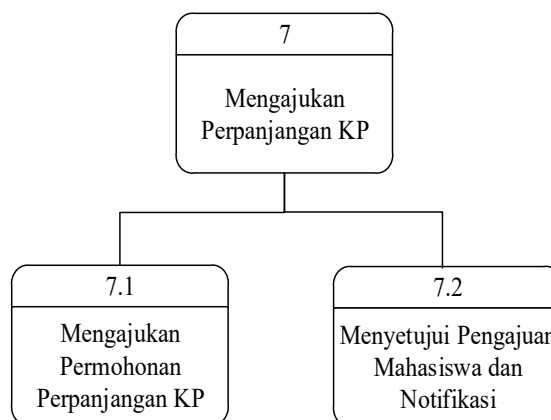 7
Mengajukan
Perpanjangan KP
7.1
Mengajukan
Permohonan
Perpanjangan KP
7.2
Menyetujui Pengajuan
Mahasiswa dan
Notifikasi